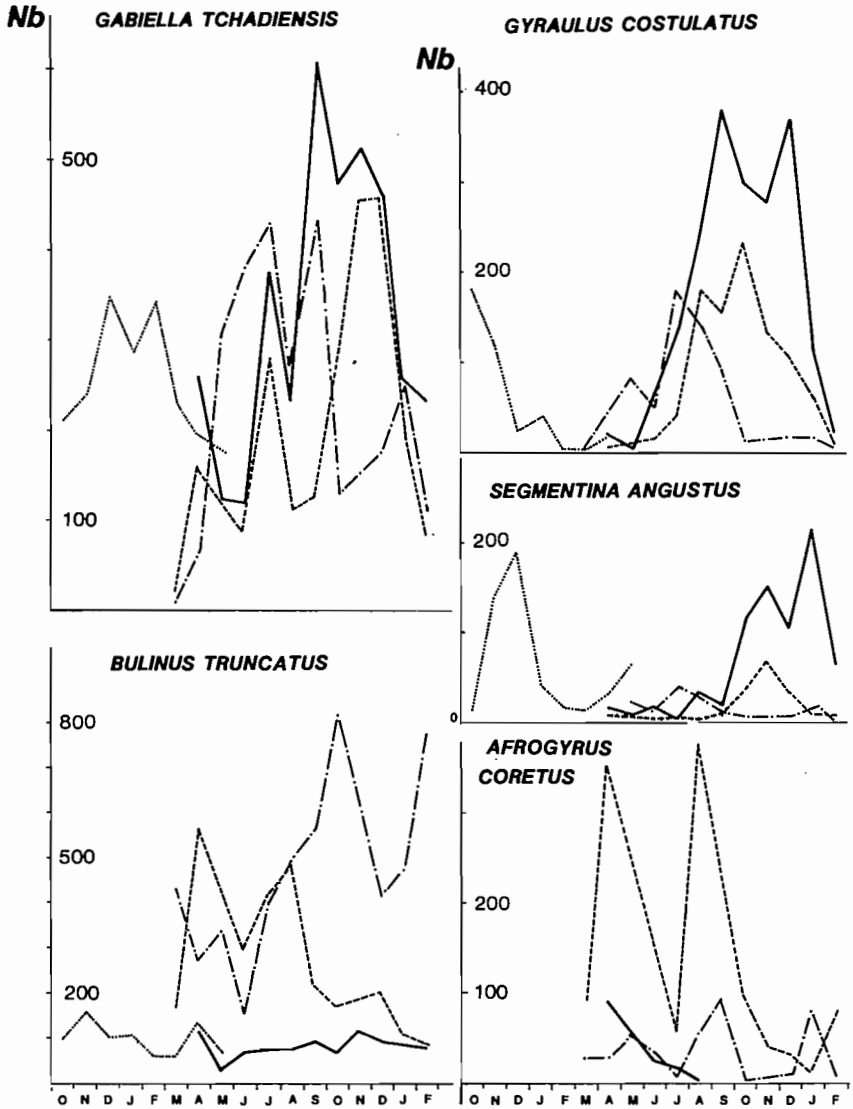 Nb
GABIELLA TCHADIENSIS
500
100
Nb
GYRAULUS COSTULATUS
400
200
SEGMENTINA ANGUSTUS
200
0
BULINUS TRUNCATUS
800
500
200
O N D J F M A M J J A S O N D J F
AFROGYRUS
CORETUS
200
100
O N D J F M A M J J A S O N D J F